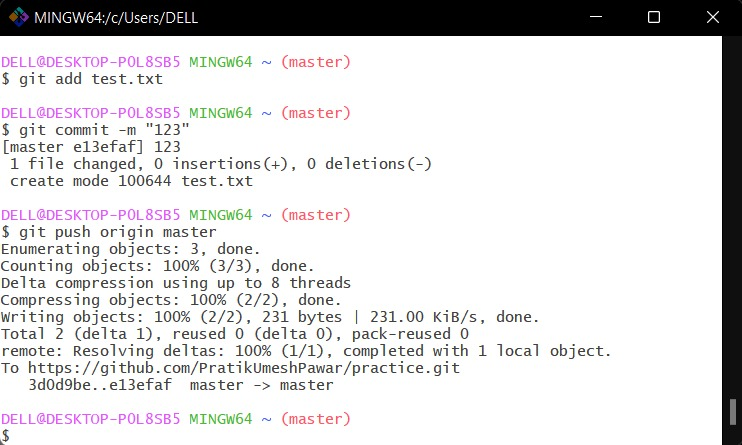 MINGW64:/c/Users/DELL
DELL@DESKTOP-POL8SB5 MINGW64 ~ (master)
$ git add test.txt
DELL@DESKTOP-POL8SB5 MINGW64 ~ (master)
$ git commit -m "123"
[master e13efaf] 123
 1 file changed, 0 insertions(+), 0 deletions(-)
 create mode 100644 test.txt
DELL@DESKTOP-POL8SB5 MINGW64 ~ (master)
$ git push origin master
Enumerating objects: 3, done.
Counting objects: 100% (3/3), done.
Delta compression using up to 8 threads
Compressing objects: 100% (2/2), done.
Writing objects: 100% (2/2), 231 bytes | 231.00 KiB/s, done.
Total 2 (delta 1), reused 0 (delta 0), pack-reused 0
remote: Resolving deltas: 100% (1/1), completed with 1 local object.
To https://github.com/PratikUmeshPawar/practice.git
   3d0d9be..e13efaf  master -> master
DELL@DESKTOP-POL8SB5 MINGW64 ~ (master)
$